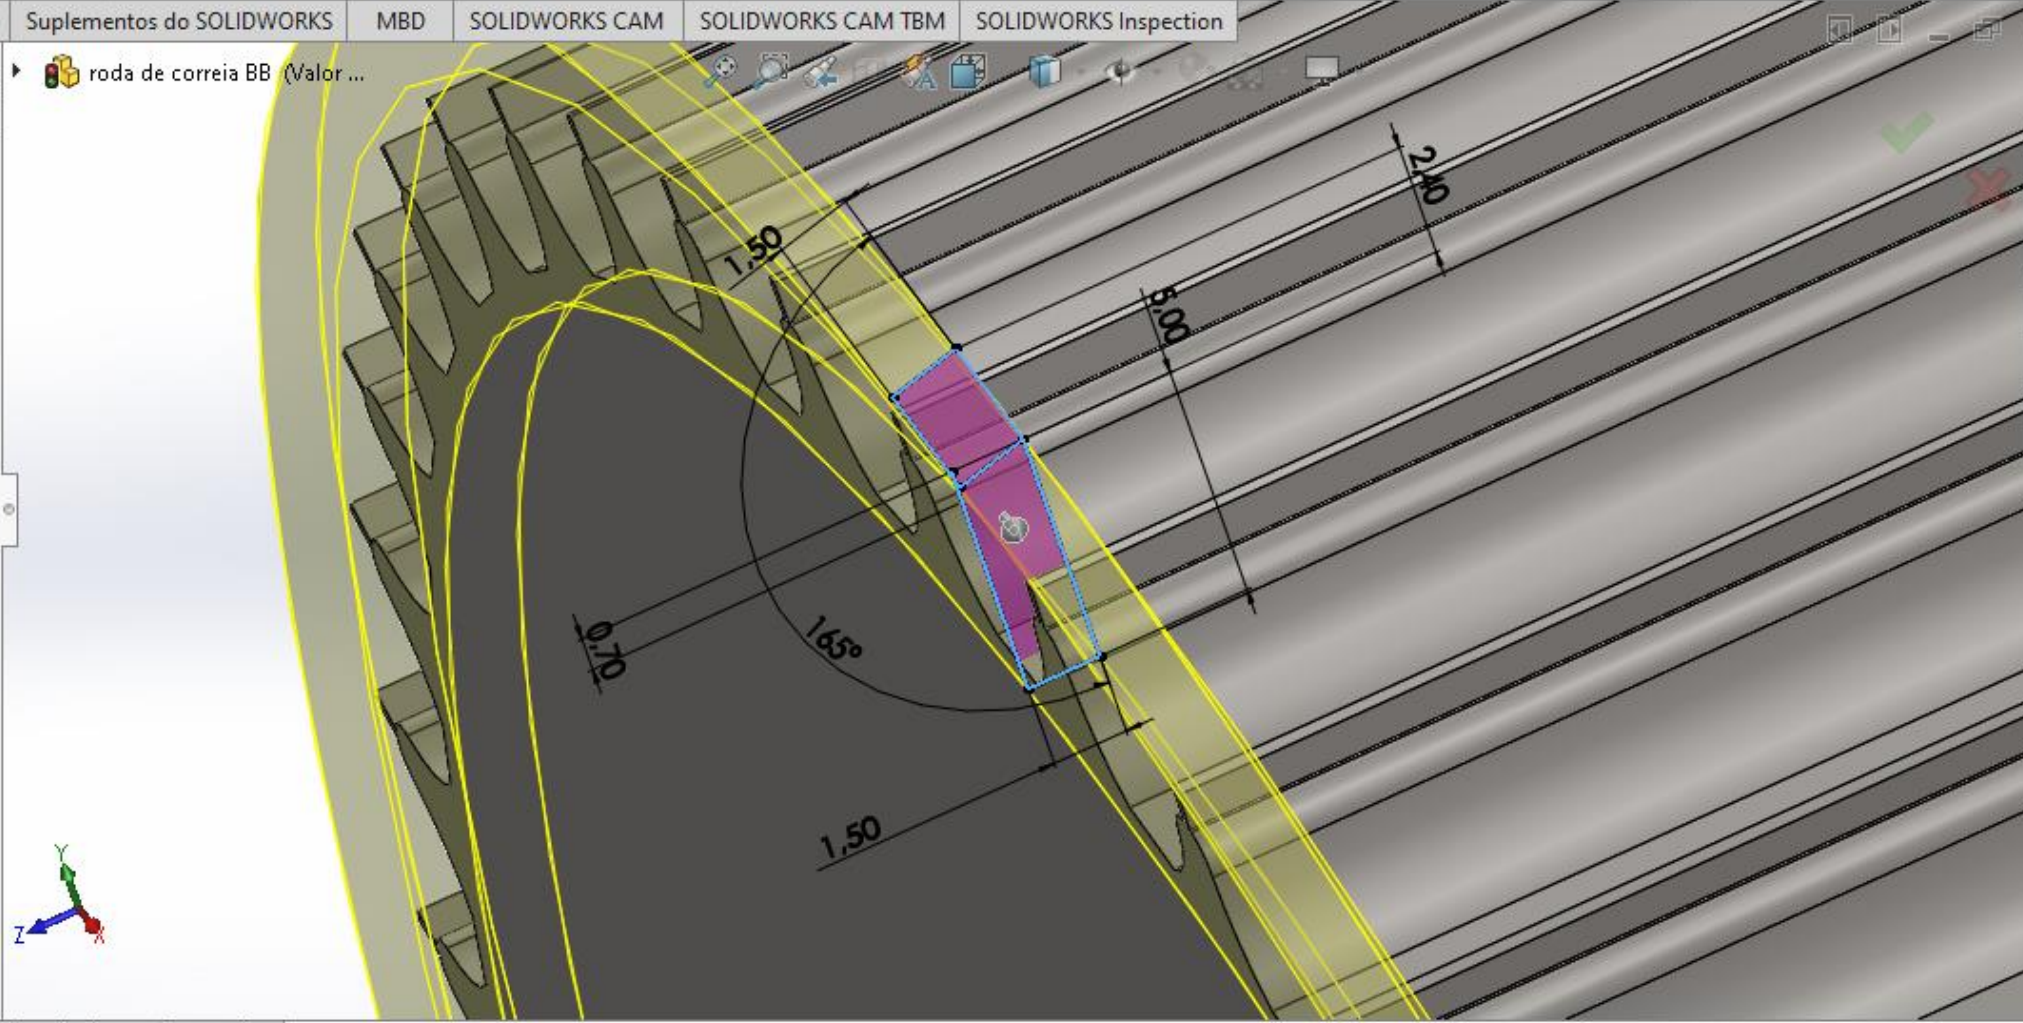 Suplementos do SOLIDWORKS MBD SOLIDWORKS CAM SOLIDWORKS CAM TBM SOLIDWORKS Inspection
roda de correia BB (Valor ...
2,40
1,50
5,00
0,70
165°
1,50
Y
Z
X